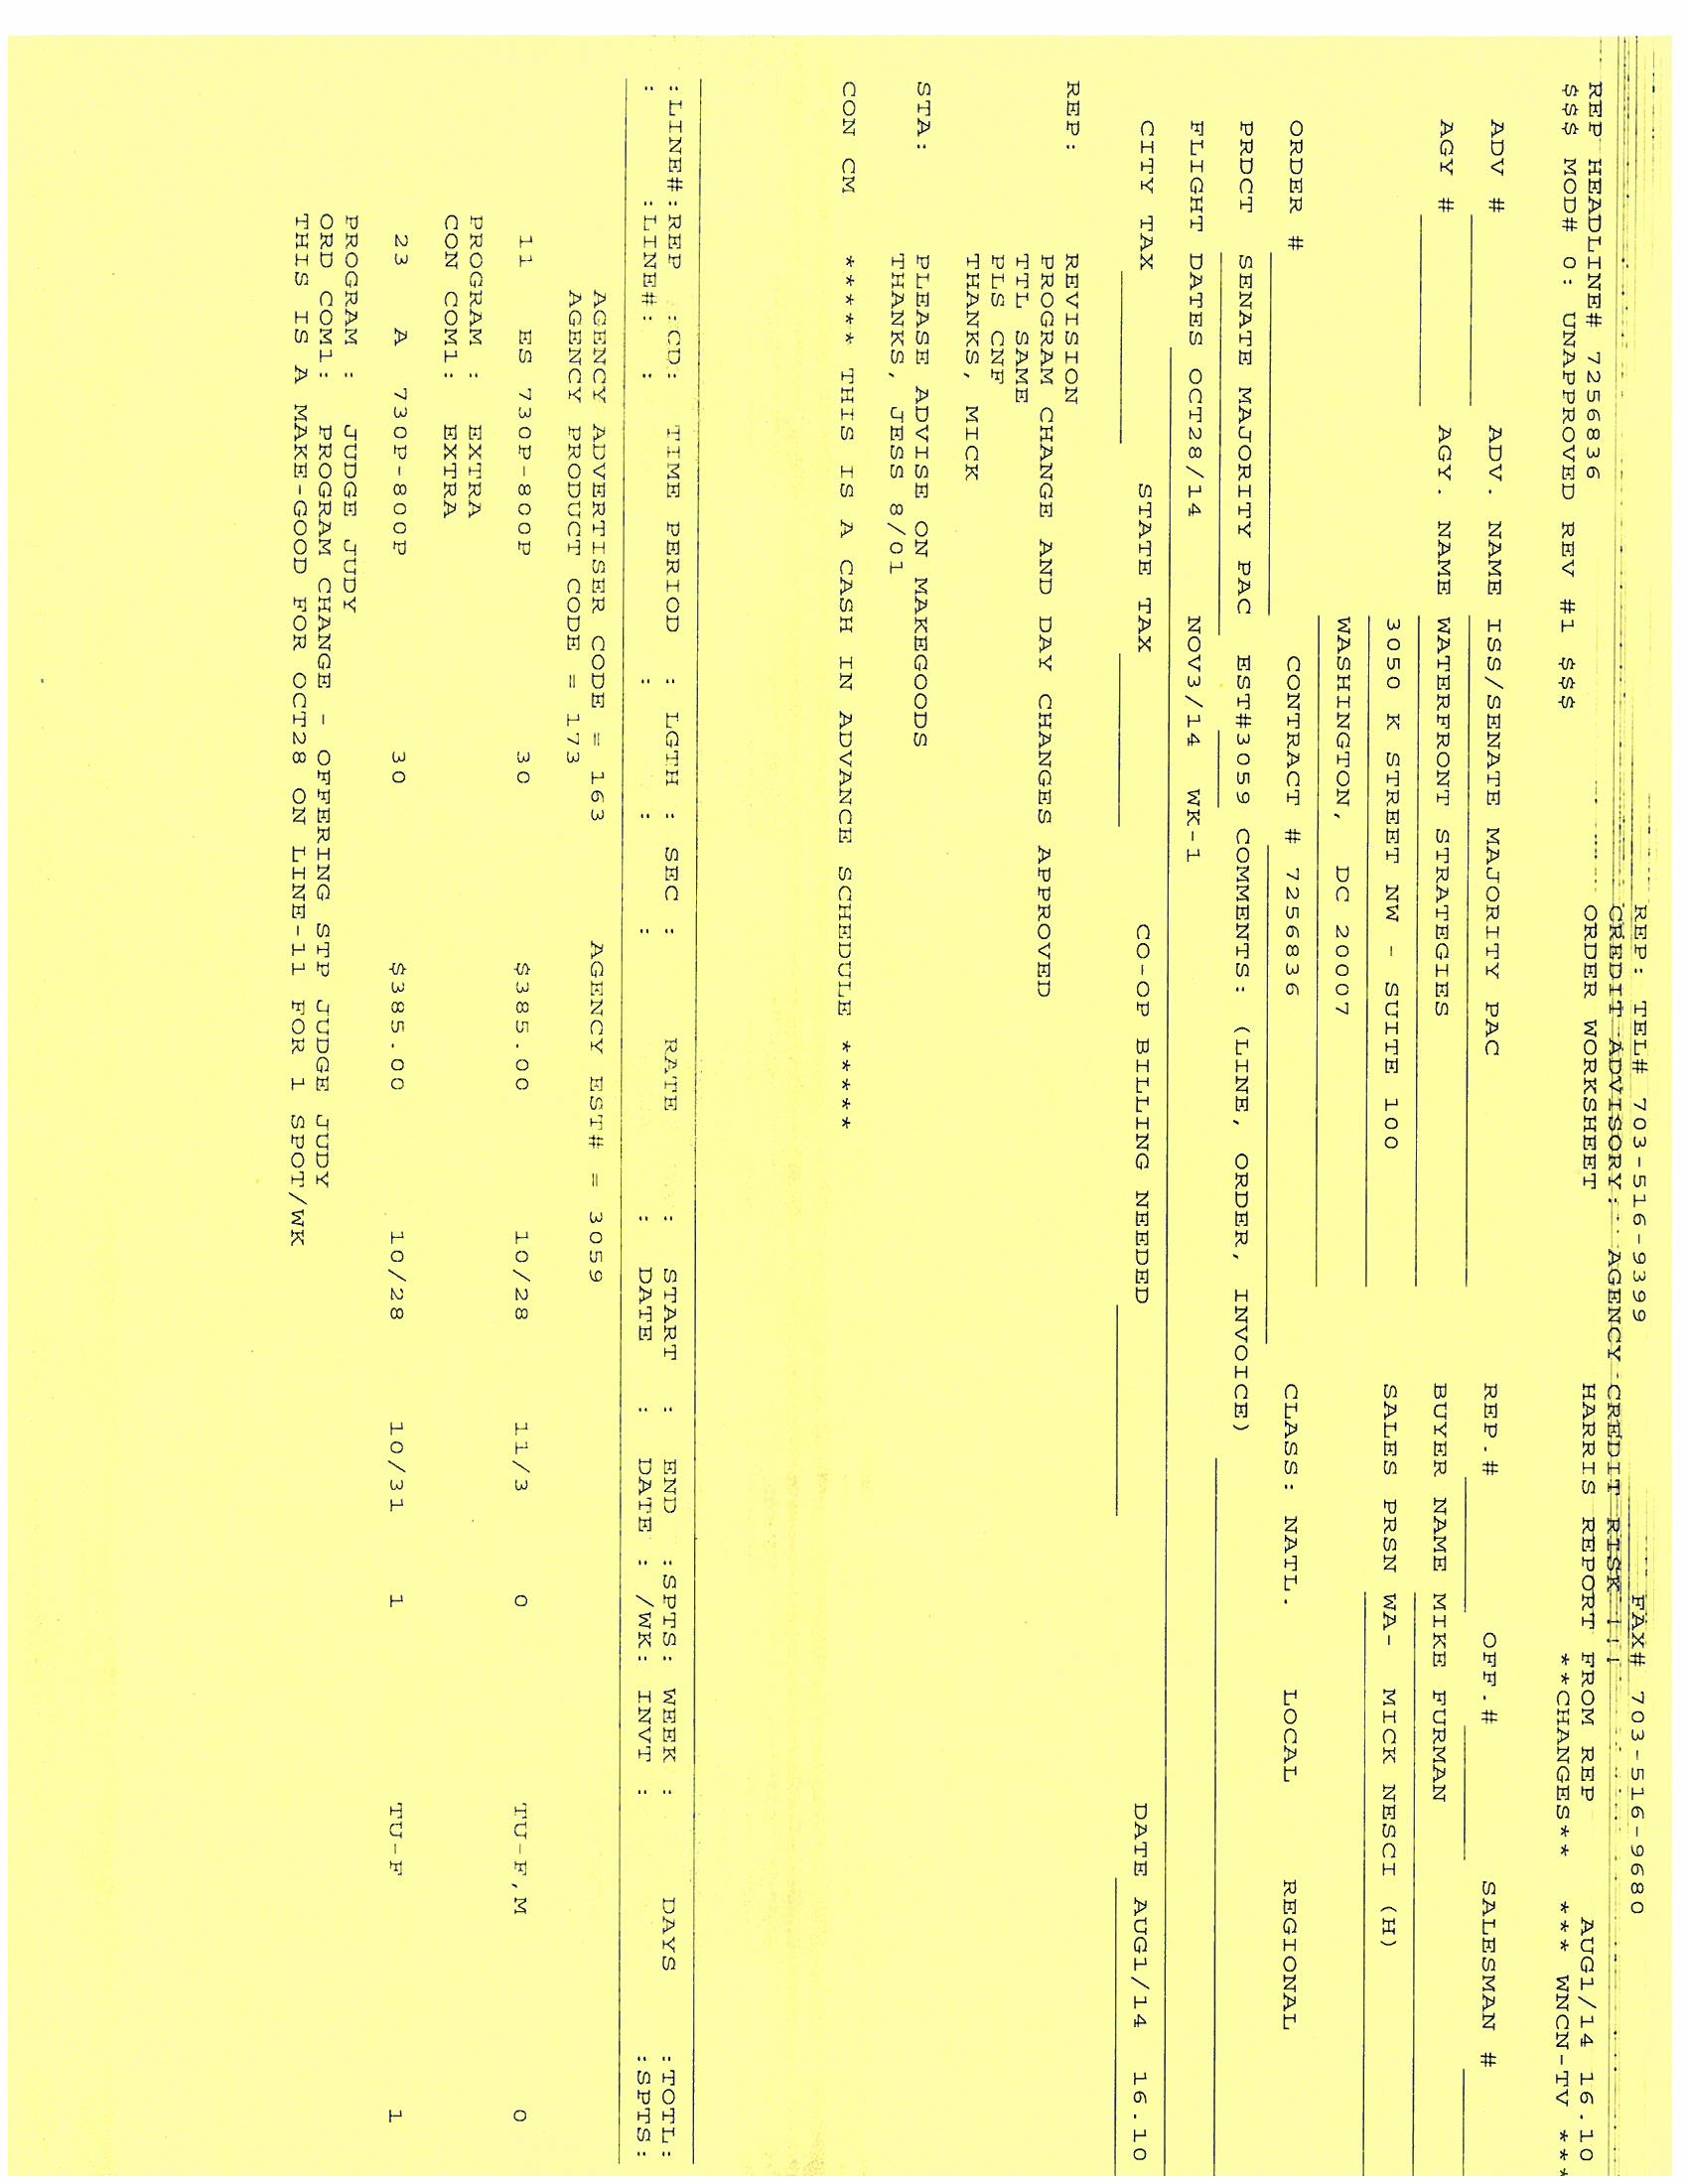 REP: TEL# 703-516-9399 FAX# 703-516-9680
CREDIT ADVISORY: AGENCY CREDIT RISK !!!
REP HEADLINE# 7256836 ORDER WORKSHEET HARRIS REPORT FROM REP AUG1/14 16.10
$$$ MOD# 0: UNAPPROVED REV #1 $$$ **CHANGES** *** WNCN-TV ***
ADV # ADV. NAME ISS/SENATE MAJORITY PAC REP.# OFF.# SALESMAN #
AGY # AGY. NAME WATERFRONT STRATEGIES BUYER NAME MIKE FURMAN
3050 K STREET NW - SUITE 100 SALES PRSN WA- MICK NESCI (H)
WASHINGTON, DC 20007
ORDER # CONTRACT # 7256836 CLASS: NATL. LOCAL REGIONAL
PRDCT SENATE MAJORITY PAC EST#3059 COMMENTS: (LINE, ORDER, INVOICE)
FLIGHT DATES OCT28/14 NOV3/14 WK-1
CITY TAX STATE TAX CO-OP BILLING NEEDED DATE AUG1/14 16.10
REP: REVISION
PROGRAM CHANGE AND DAY CHANGES APPROVED
TTL SAME
PLS CNF
THANKS, MICK
STA: PLEASE ADVISE ON MAKEGOODS
THANKS, JESS 8/01
CON CM ***** THIS IS A CASH IN ADVANCE SCHEDULE *****
:LINE#:REP :CD: TIME PERIOD : LGTH : SEC : RATE : START : END :SPTS: WEEK : DAYS :TOTL:
: :LINE#: : : : : : DATE : DATE : /WK: INVT : :SPTS:
AGENCY ADVERTISER CODE = 163 AGENCY EST# = 3059
AGENCY PRODUCT CODE = 173
11 ES 730P-800P 30 $385.00 10/28 11/3 0 TU-F,M 0
PROGRAM : EXTRA
CON COM1: EXTRA
23 A 730P-800P 30 $385.00 10/28 10/31 1 TU-F 1
PROGRAM : JUDGE JUDY
ORD COM1: PROGRAM CHANGE - OFFERING STP JUDGE JUDY
THIS IS A MAKE-GOOD FOR OCT28 ON LINE-11 FOR 1 SPOT/WK